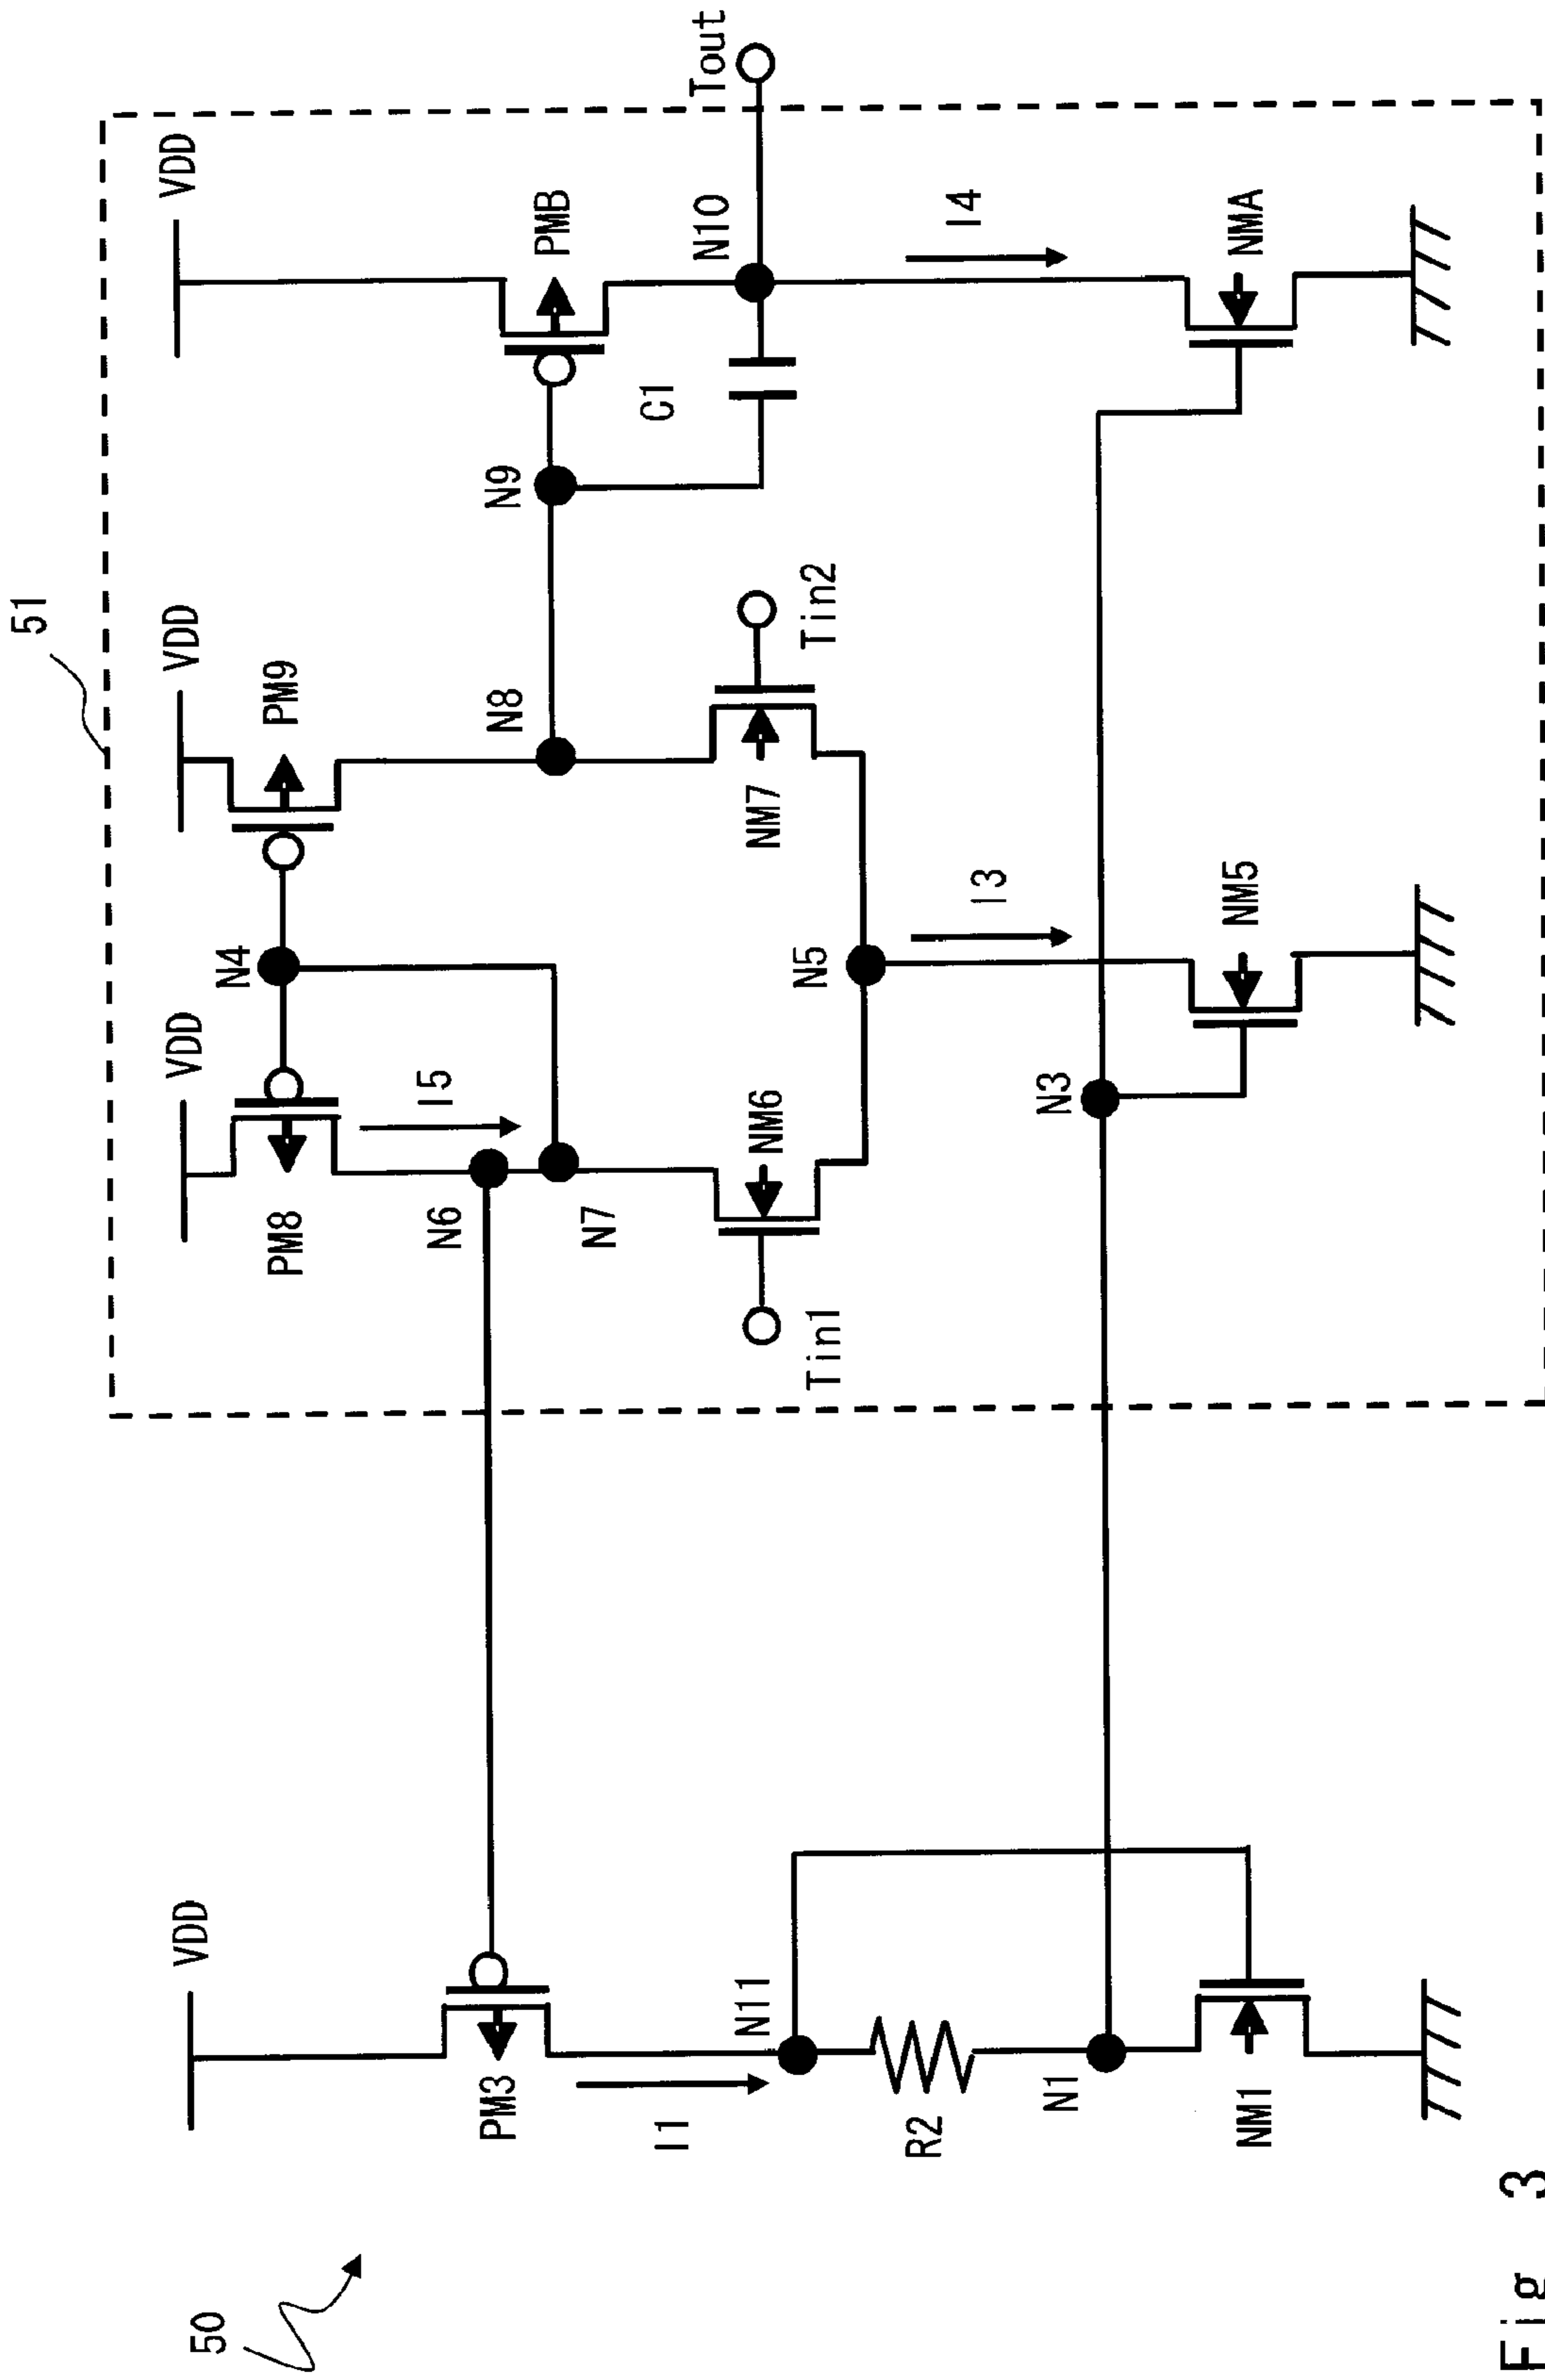 50
51
VDD
VDD
VDD
VDD
PM3
PM8
PM9
PMB
I1
I5
N6
N7
N4
N8
N9
C1
N10
Tout
N11
R2
N1
NM1
Tin1
NM6
N5
NM7
Tin2
I3
I4
N3
NM5
NMA
Fig. 3